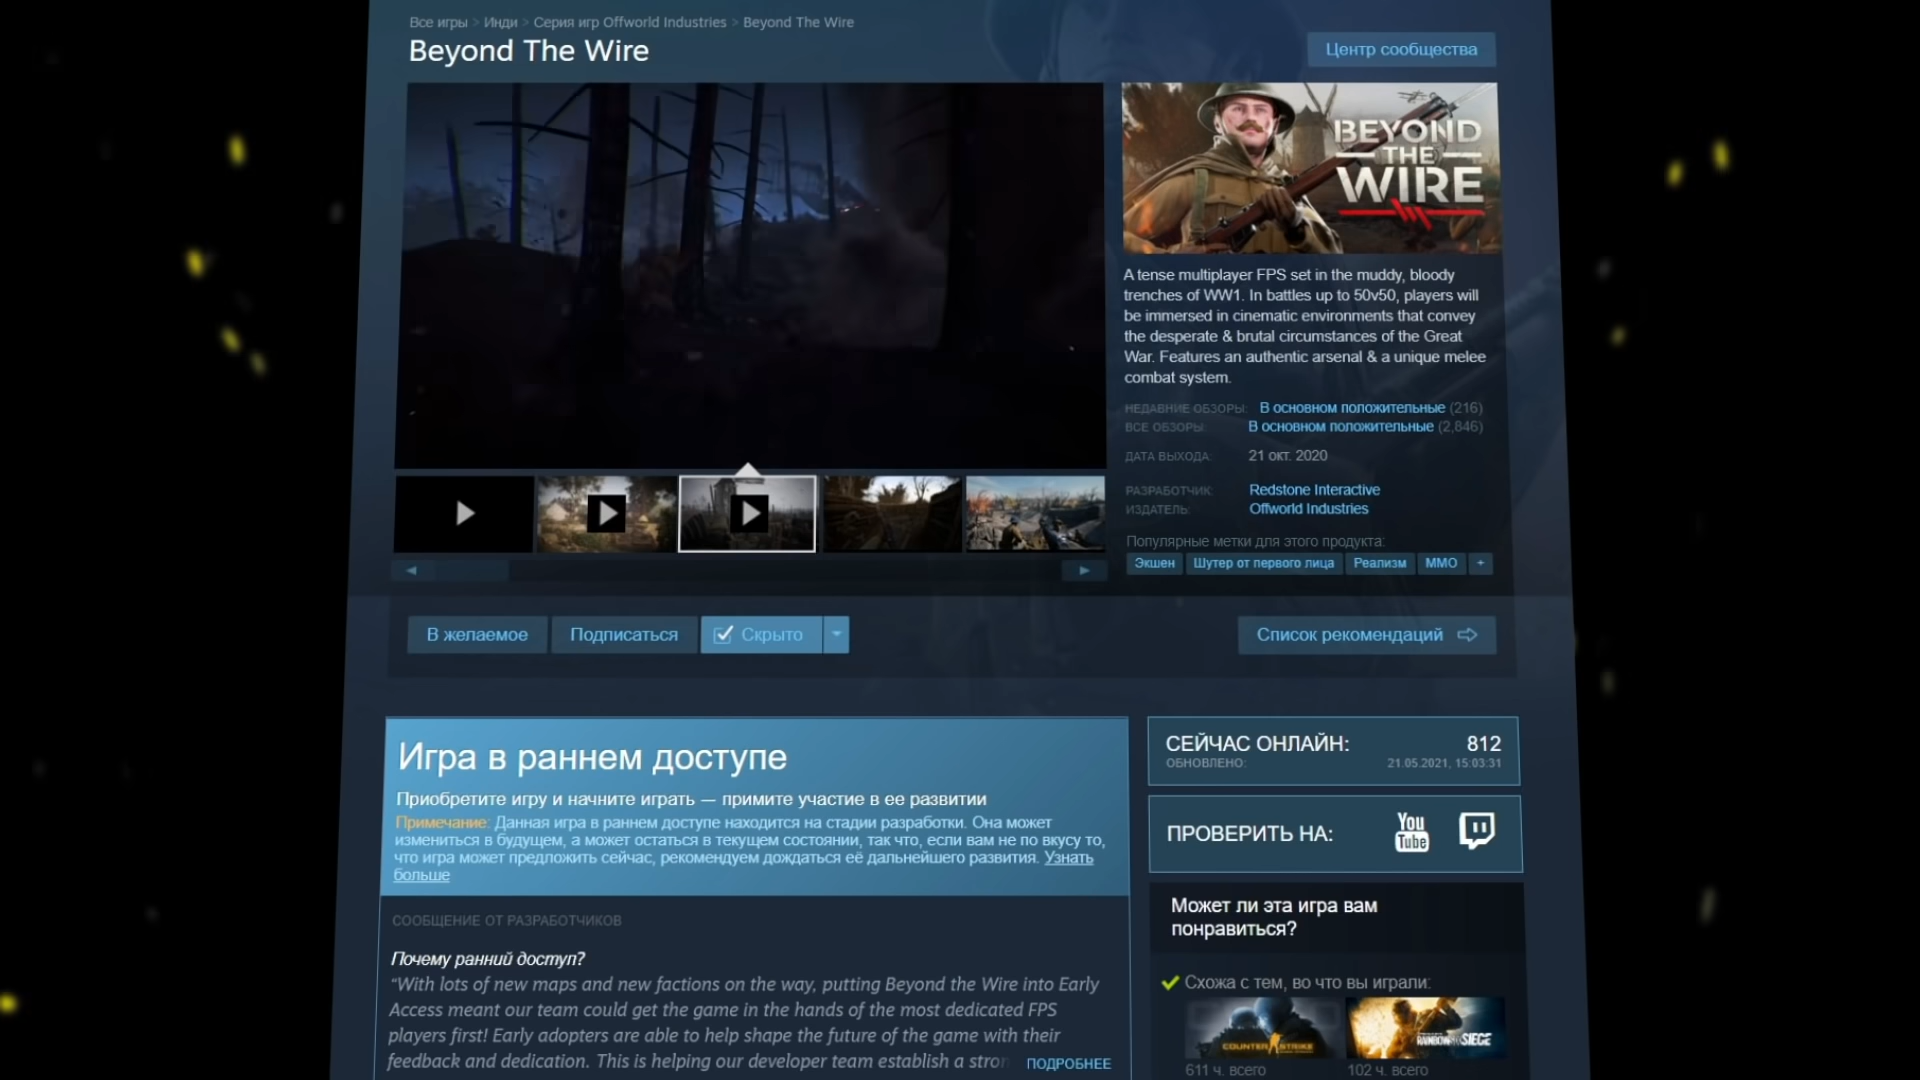 Все игры > Инди > Серия игр Offworld Industries > Beyond The Wire
Beyond The Wire
Центр сообщества
BEYOND
THE
WIRE
A tense multiplayer FPS set in the muddy, bloody
trenches of WW1. In battles up to 50v50, players will
be immersed in cinematic environments that convey
the desperate & brutal circumstances of the Great
War. Features an authentic arsenal & a unique melee
combat system.
НЕДАВНИЕ ОБЗОРЫ: В основном положительные (216)
ВСЕ ОБЗОРЫ: В основном положительные (2,846)
ДАТА ВЫХОДА: 21 окт. 2020
РАЗРАБОТЧИК: Redstone Interactive
ИЗДАТЕЛЬ: Offworld Industries
Популярные метки для этого продукта:
Экшен Шутер от первого лица Реализм ММО +
В желаемое Подписаться Скрыто
Список рекомендаций
Игра в раннем доступе
Приобретите игру и начните играть — примите участие в ее развитии
Примечание: Данная игра в раннем доступе находится на стадии разработки. Она может
измениться в будущем, а может остаться в текущем состоянии, так что, если вам не по вкусу то,
что игра может предложить сейчас, рекомендуем дождаться её дальнейшего развития. Узнать
больше
СООБЩЕНИЕ ОТ РАЗРАБОТЧИКОВ
Почему ранний доступ?
“With lots of new maps and new factions on the way, putting Beyond the Wire into Early
Access meant our team could get the game in the hands of the most dedicated FPS
players first! Early adopters are able to help shape the future of the game with their
feedback and dedication. This is helping our developer team establish a stron
ПОДРОБНЕЕ
СЕЙЧАС ОНЛАЙН: 812
ОБНОВЛЕНО: 21.05.2021, 15:03:31
ПРОВЕРИТЬ НА: You Tube
Может ли эта игра вам
понравиться?
Схожа с тем, во что вы играли:
COUNTER STRIKE
RAINBOW SIEGE
611 ч. всего 102 ч. всего